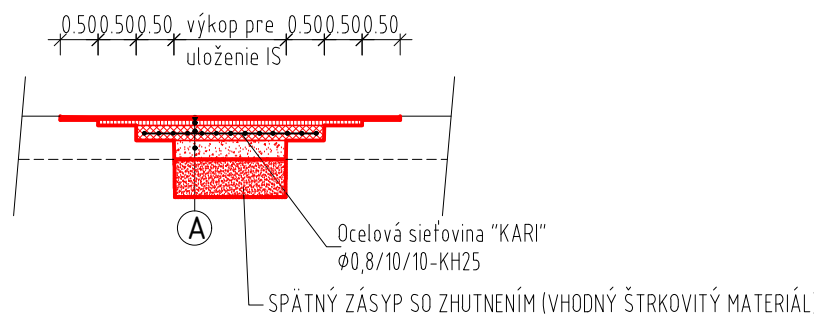 0.50 0.50 0.50 výkop pre 0.50 0.50 0.50
uloženie IS
A
Ocelová sieťovina "KARI"
Ø0,8/10/10-KH25
SPÄTNÝ ZÁSYP SO ZHUTNENÍM (VHODNÝ ŠTRKOVITÝ MATERIÁL)